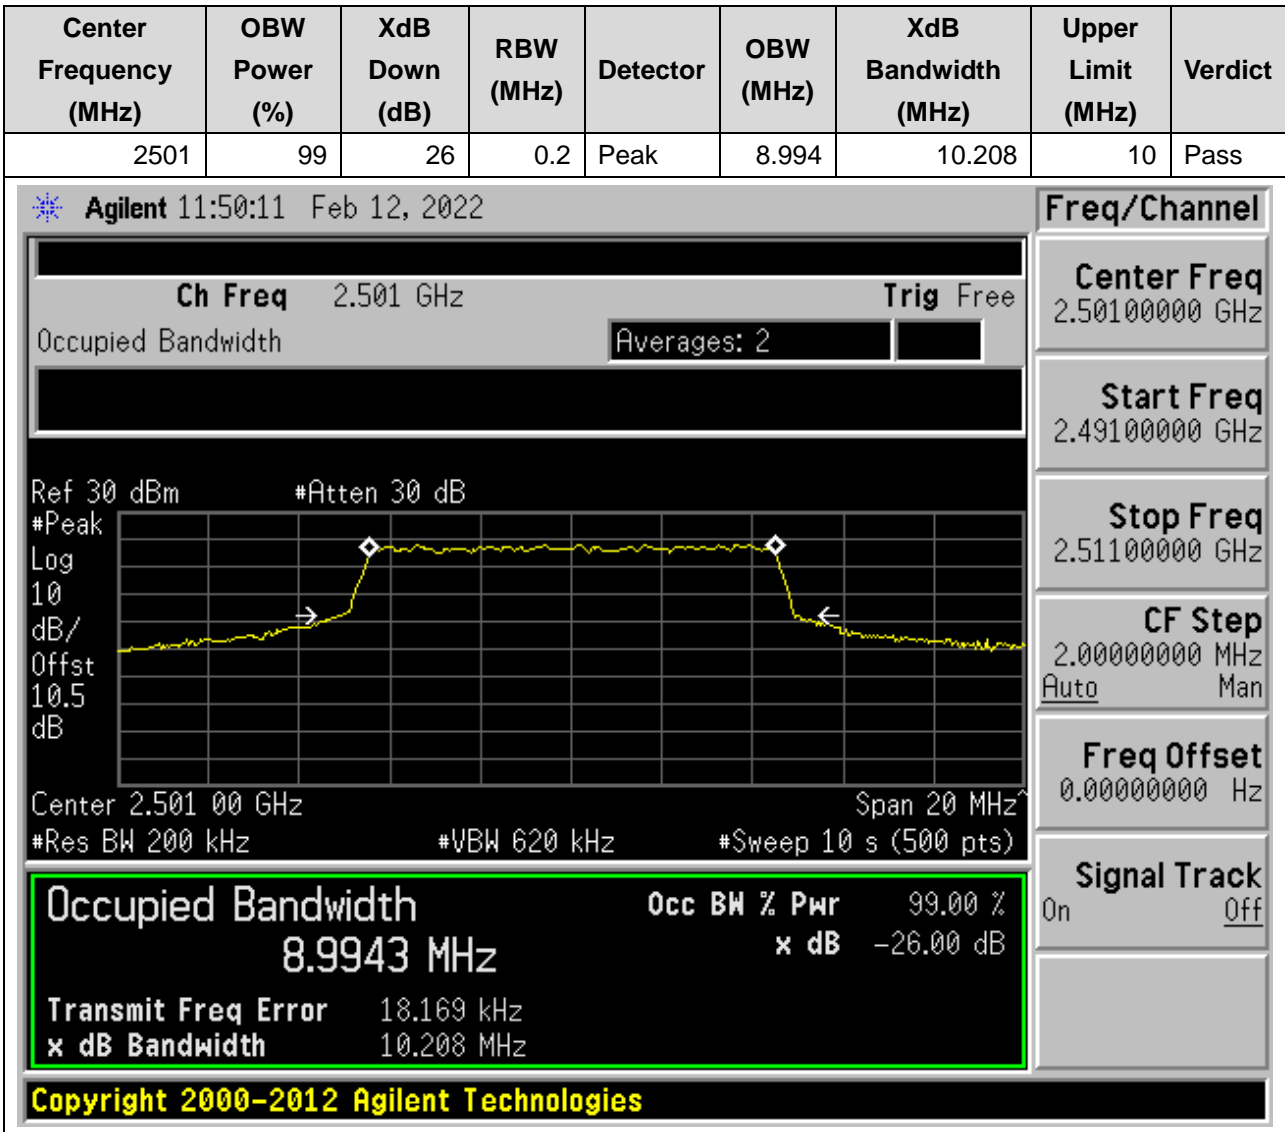 Center Frequency (MHz) OBW Power (%) XdB Down (dB) RBW (MHz) Detector OBW (MHz) XdB Bandwidth (MHz) Upper Limit (MHz) Verdict
2501 99 26 0.2 Peak 8.994 10.208 10 Pass
Agilent 11:50:11 Feb 12, 2022
Freq/Channel
Ch Freq 2.501 GHz Trig Free
Occupied Bandwidth Averages: 2
Center Freq
2.50100000 GHz
Start Freq
2.49100000 GHz
Stop Freq
2.51100000 GHz
CF Step
2.00000000 MHz
Auto Man
Freq Offset
0.00000000 Hz
Signal Track
On Off
Ref 30 dBm #Atten 30 dB
#Peak
Log
10
dB/
Offst
10.5
dB
Center 2.501 00 GHz Span 20 MHz^
#Res BW 200 kHz #VBW 620 kHz #Sweep 10 s (500 pts)
Occupied Bandwidth Occ BW % Pwr 99.00 %
8.9943 MHz x dB -26.00 dB
Transmit Freq Error 18.169 kHz
x dB Bandwidth 10.208 MHz
Copyright 2000-2012 Agilent Technologies